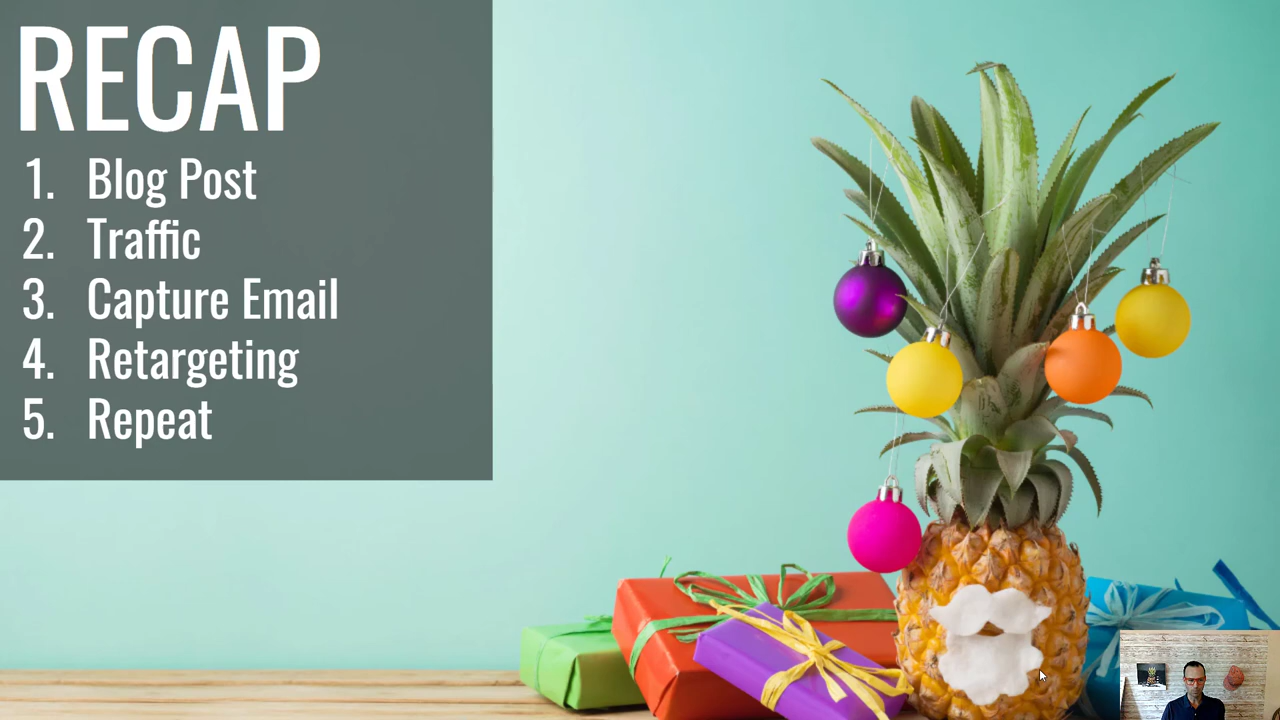 RECAP
1. Blog Post
2. Traffic
3. Capture Email
4. Retargeting
5. Repeat